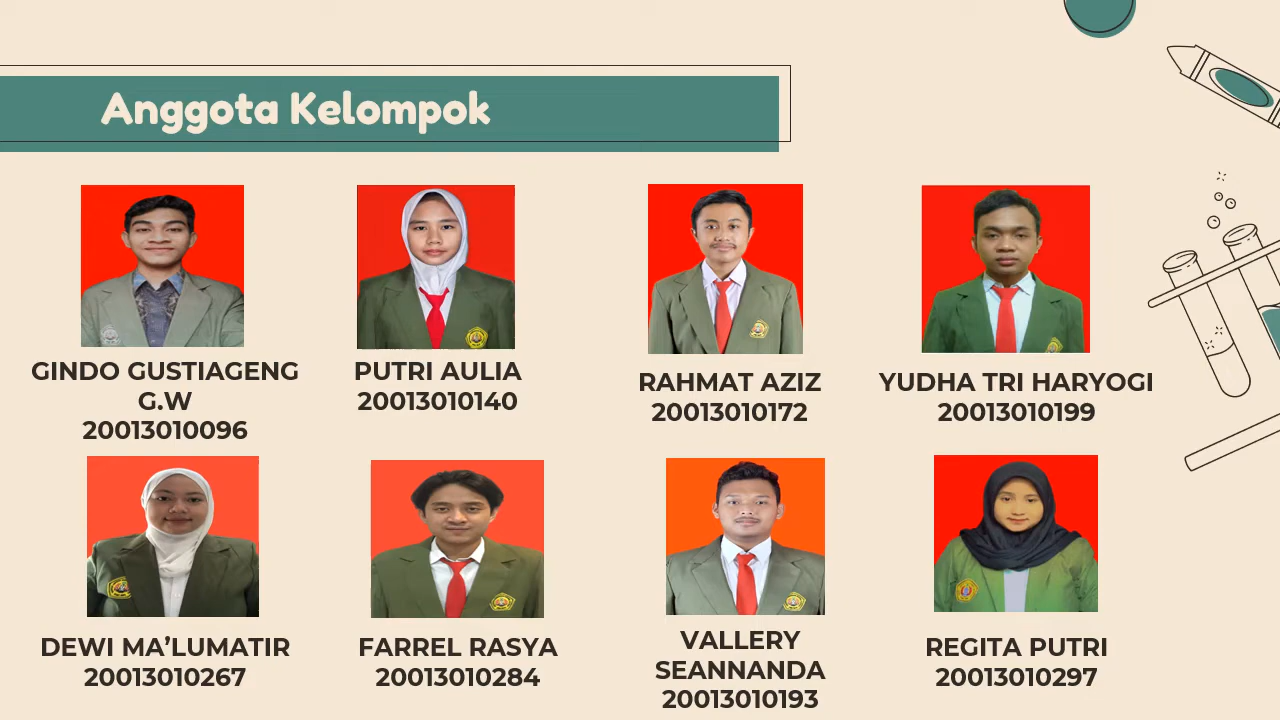 Anggota Kelompok
GINDO GUSTIAGENG
G.W
20013010096
PUTRI AULIA
20013010140
RAHMAT AZIZ
20013010172
YUDHA TRI HARYOGI
20013010199
DEWI MA’LUMATIR
20013010267
FARREL RASYA
20013010284
VALLERY
SEANNANDA
20013010193
REGITA PUTRI
20013010297